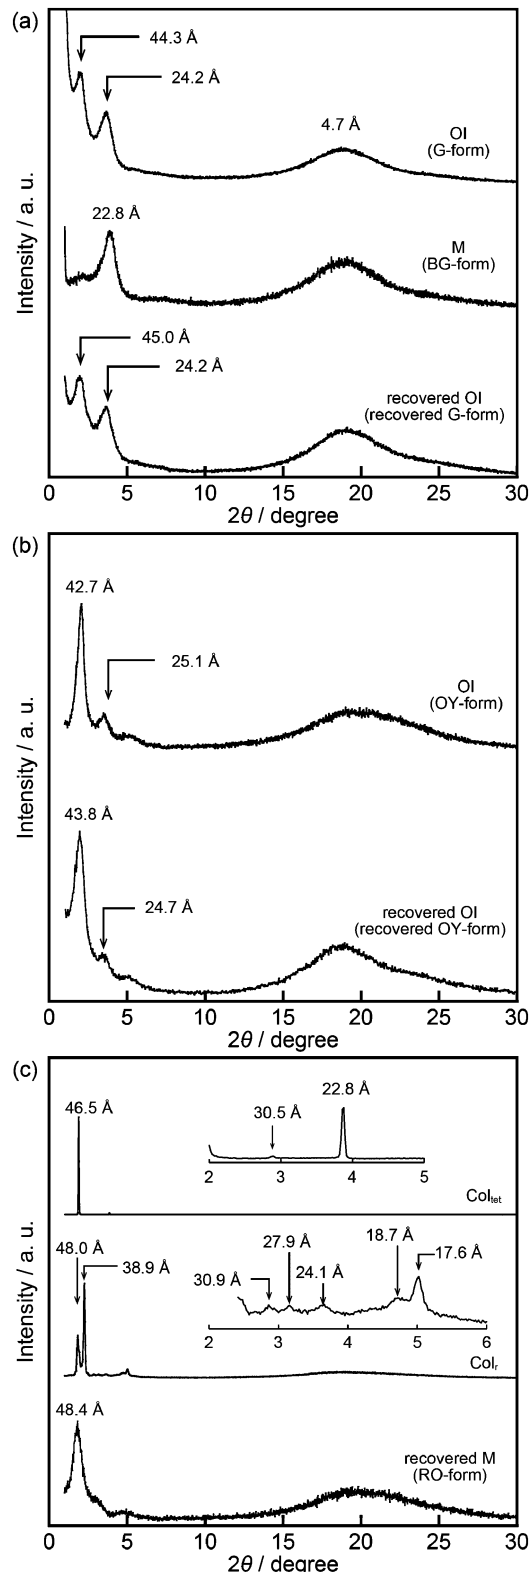 (a)
44.3 Å
24.2 Å
4.7 Å
OI
(G-form)
22.8 Å
M
(BG-form)
45.0 Å
24.2 Å
recovered OI
(recovered G-form)
Intensity / a. u.
0 5 10 15 20 25 30
2θ / degree
(b)
42.7 Å
25.1 Å
OI
(OY-form)
43.8 Å
24.7 Å
recovered OI
(recovered OY-form)
Intensity / a. u.
0 5 10 15 20 25 30
2θ / degree
(c)
46.5 Å
30.5 Å
22.8 Å
2 3 4 5
Coltet
48.0 Å
38.9 Å
30.9 Å
27.9 Å
24.1 Å
18.7 Å
17.6 Å
2 3 4 5 6
Colr
48.4 Å
recovered M
(RO-form)
Intensity / a. u.
0 5 10 15 20 25 30
2θ / degree